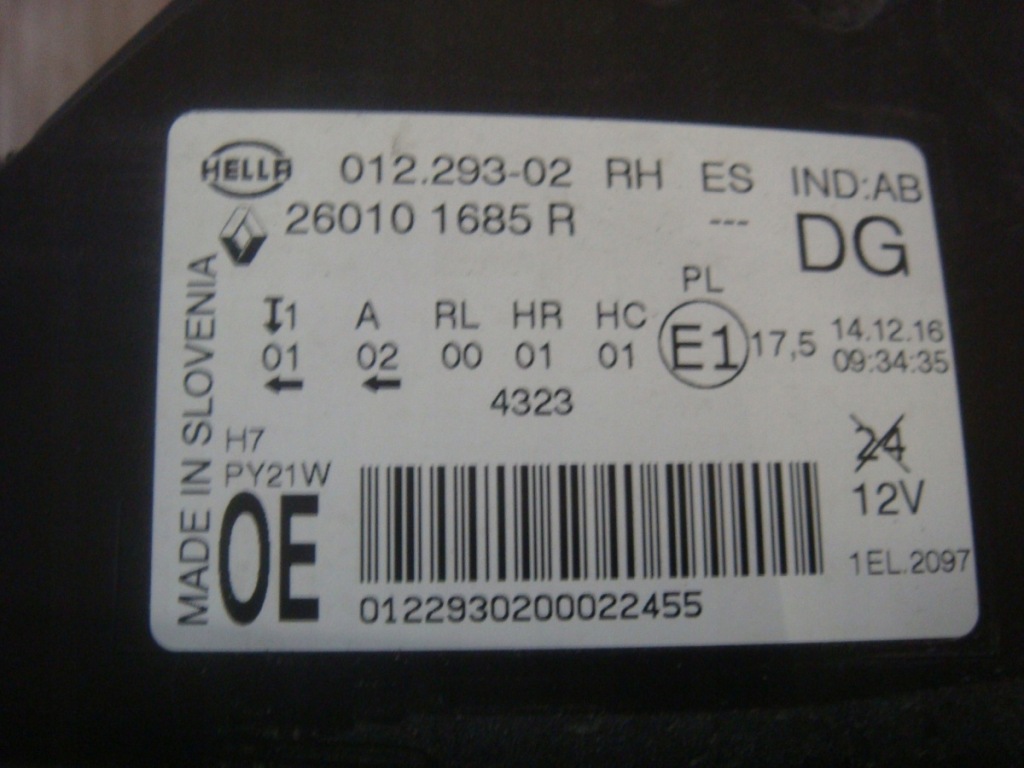 HELLA 012.293-02 RH ES IND:AB
26010 1685 R --- DG
MADE IN SLOVENIA
PL
1 A RL HR HC E1 17,5 14.12.16
01 02 00 01 01 09:34:35
4323
H7
PY21W
24
12V
OE
1EL.2097
0122930200022455